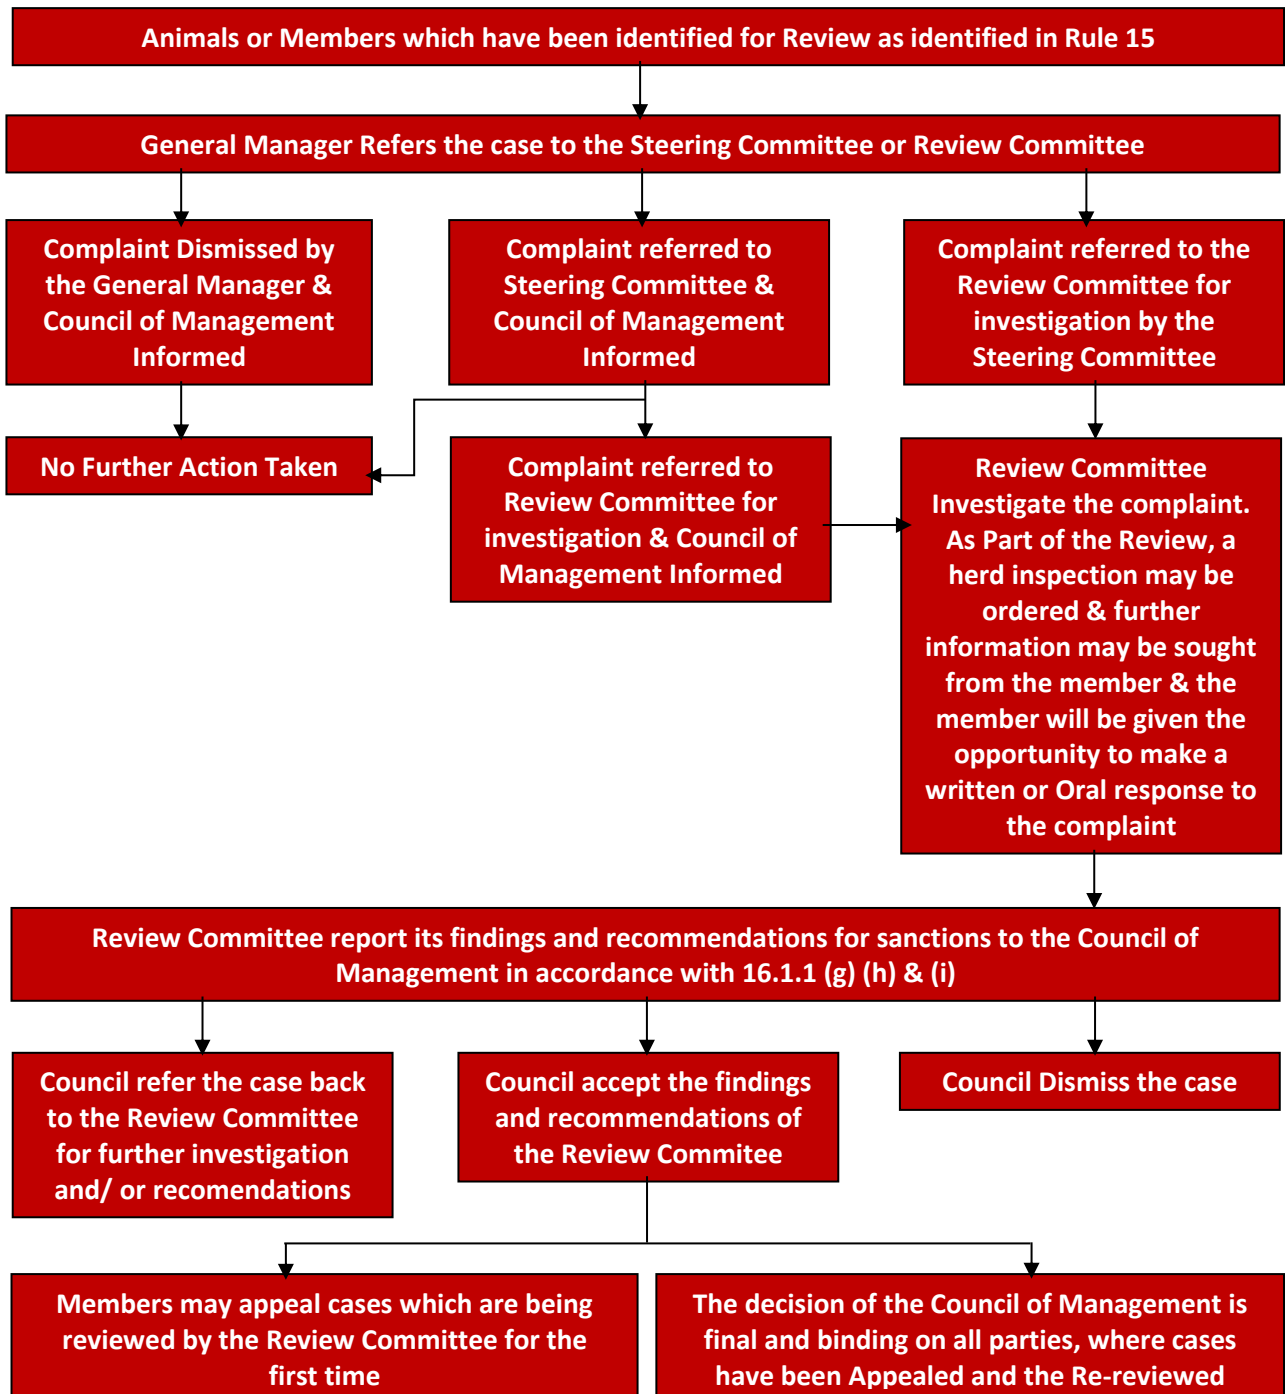 Animals or Members which have been identified for Review as identified in Rule 15
General Manager Refers the case to the Steering Committee or Review Committee
Complaint Dismissed by
the General Manager &
Council of Management
Informed
Complaint referred to
Steering Committee &
Council of Management
Informed
Complaint referred to the
Review Committee for
investigation by the
Steering Committee
No Further Action Taken
Complaint referred to
Review Committee for
investigation & Council of
Management Informed
Review Committee
Investigate the complaint.
As Part of the Review, a
herd inspection may be
ordered & further
information may be sought
from the member & the
member will be given the
opportunity to make a
written or Oral response to
the complaint
Review Committee report its findings and recommendations for sanctions to the Council of
Management in accordance with 16.1.1 (g) (h) & (i)
Council refer the case back
to the Review Committee
for further investigation
and/ or recomendations
Council accept the findings
and recommendations of
the Review Commitee
Council Dismiss the case
Members may appeal cases which are being
reviewed by the Review Committee for the
first time
The decision of the Council of Management is
final and binding on all parties, where cases
have been Appealed and the Re-reviewed